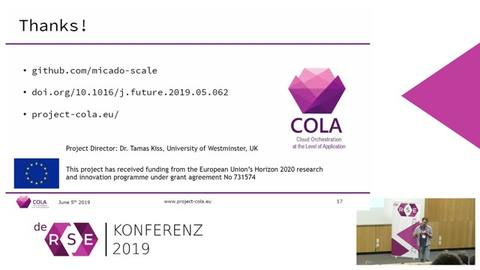 Thanks!
• github.com/micado-scale
• doi.org/10.1016/j.future.2019.05.062
• project-cola.eu/
COLA
Cloud Orchestration
at the Level of Application
Project Director: Dr. Tamas Kiss, University of Westminster, UK
This project has received funding from the European Union's Horizon 2020 research
and innovation programme under grant agreement No 731574
COLA
June 5th 2019
www.project-cola.eu
17
de
RSE
KONFERENZ
2019